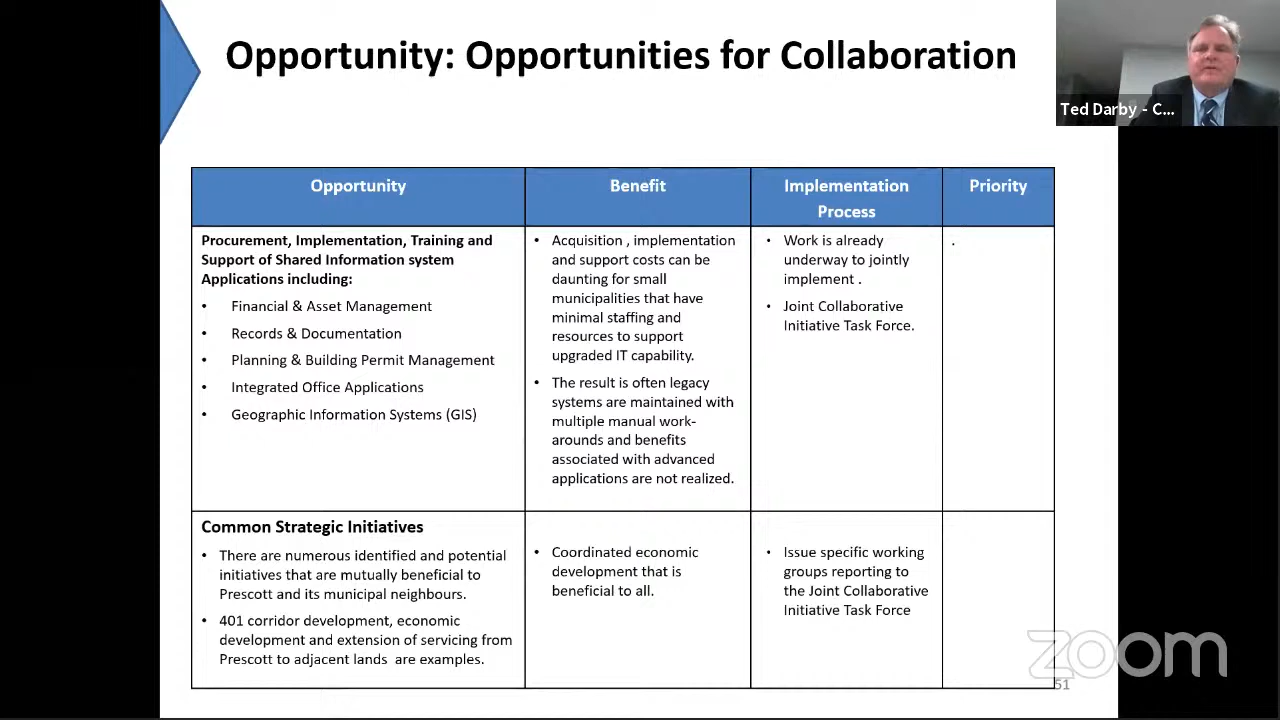 Opportunity: Opportunities for Collaboration
Ted Darby - C...
Opportunity
Benefit
Implementation
Process
Priority
Procurement, Implementation, Training and
Support of Shared Information system
Applications including:
• Financial & Asset Management
• Records & Documentation
• Planning & Building Permit Management
• Integrated Office Applications
• Geographic Information Systems (GIS)
• Acquisition , implementation
and support costs can be
daunting for small
municipalities that have
minimal staffing and
resources to support
upgraded IT capability.
• The result is often legacy
systems are maintained with
multiple manual work-
arounds and benefits
associated with advanced
applications are not realized.
• Work is already
underway to jointly
implement .
• Joint Collaborative
Initiative Task Force.
.
Common Strategic Initiatives
• There are numerous identified and potential
initiatives that are mutually beneficial to
Prescott and its municipal neighbours.
• 401 corridor development, economic
development and extension of servicing from
Prescott to adjacent lands are examples.
• Coordinated economic
development that is
beneficial to all.
• Issue specific working
groups reporting to
the Joint Collaborative
Initiative Task Force
zoom
51